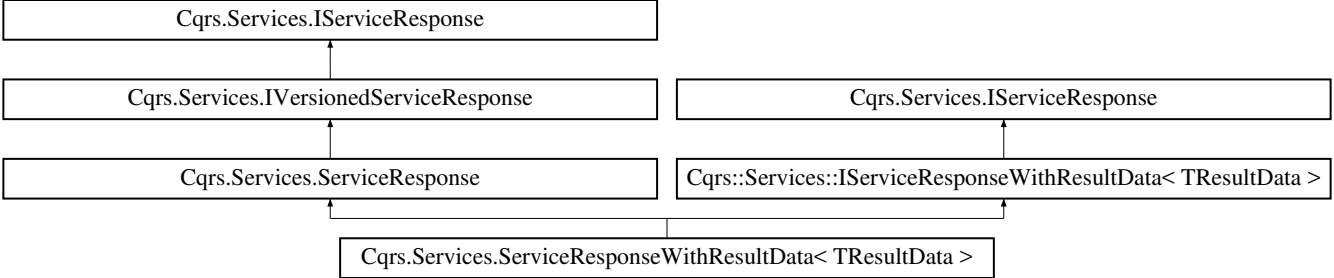 Cqrs.Services.IServiceResponse
Cqrs.Services.IVersionedServiceResponse
Cqrs.Services.IServiceResponse
Cqrs.Services.ServiceResponse
Cqrs::Services::IServiceResponseWithResultData< TResultData >
Cqrs.Services.ServiceResponseWithResultData< TResultData >